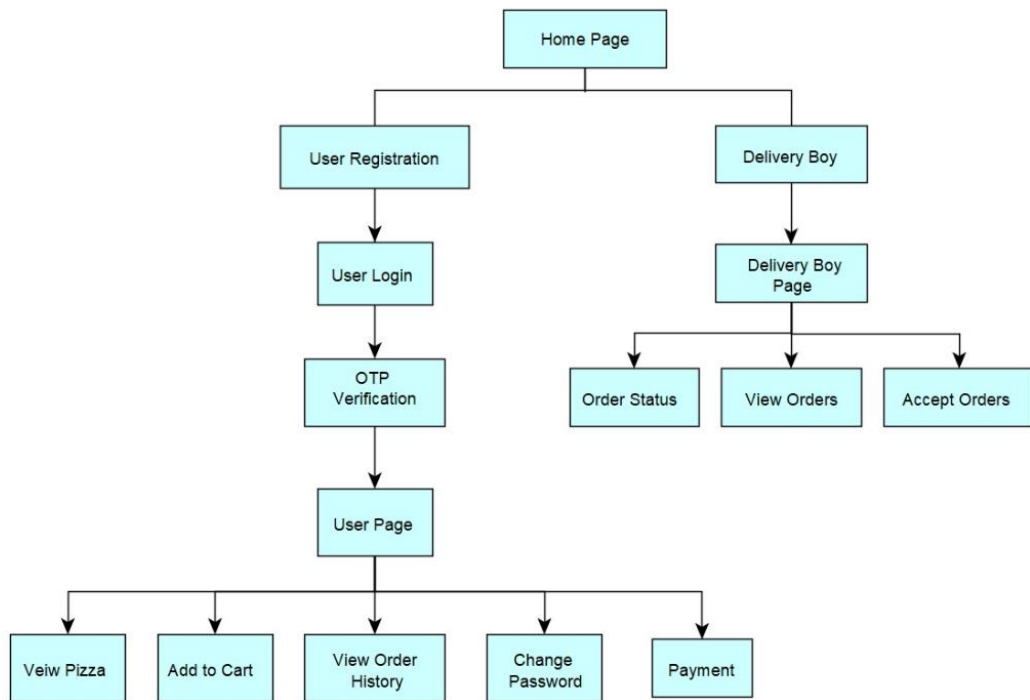 Home Page
User Registration
Delivery Boy
User Login
Delivery Boy
Page
OTP
Verification
Order Status
View Orders
Accept Orders
User Page
Veiw Pizza
Add to Cart
View Order
History
Change
Password
Payment